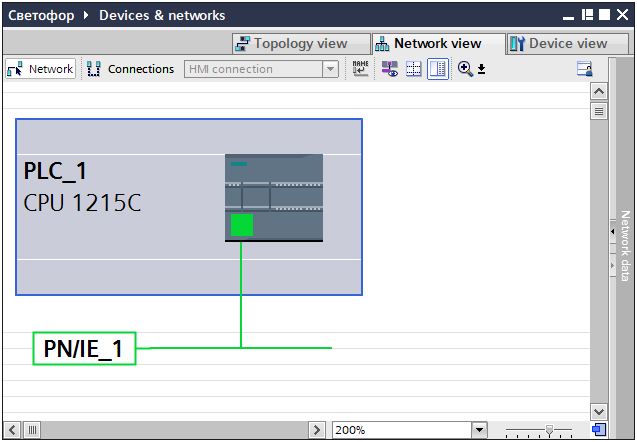 Светофор ▸ Devices & networks
Topology view
Network view
Device view
Network
Connections
HMI connection
NAME
PLC_1
CPU 1215C
PN/IE_1
Network data
200%